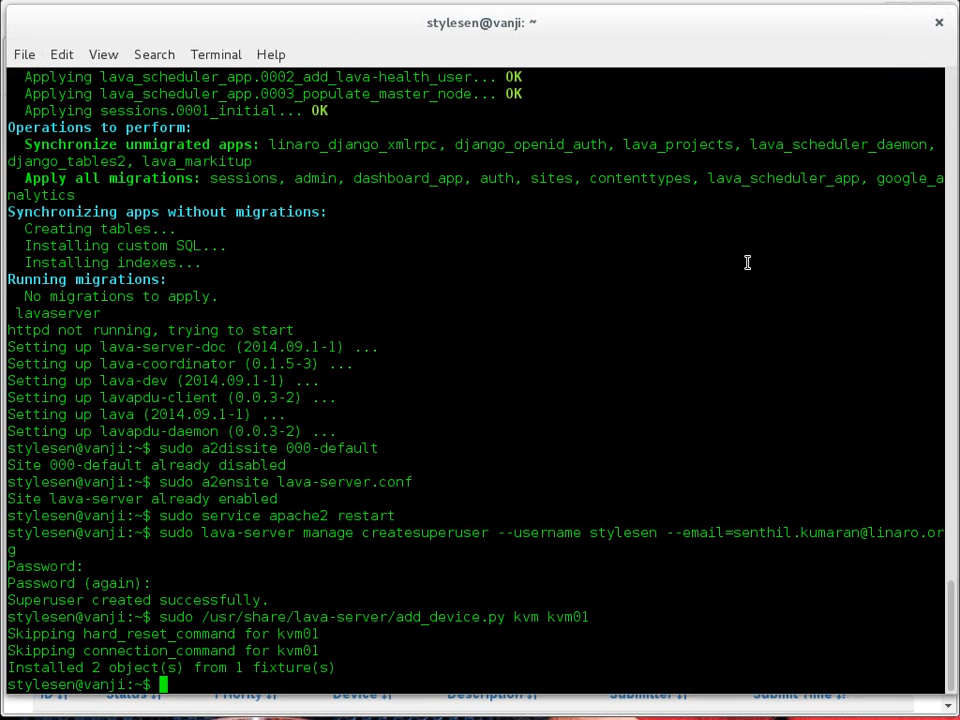 stylesen@vanji: ~
File Edit View Search Terminal Help
Applying lava_scheduler_app.0002_add_lava-health_user... OK
Applying lava_scheduler_app.0003_populate_master_node... OK
Applying sessions.0001_initial... OK
Operations to perform:
Synchronize unmigrated apps: linaro_django_xmlrpc, django_openid_auth, lava_projects, lava_scheduler_daemon,
django_tables2, lava_markitup
Apply all migrations: sessions, admin, dashboard_app, auth, sites, contenttypes, lava_scheduler_app, google_a
nalytics
Synchronizing apps without migrations:
Creating tables...
Installing custom SQL...
Installing indexes...
Running migrations:
No migrations to apply.
lavaserver
httpd not running, trying to start
Setting up lava-server-doc (2014.09.1-1) ...
Setting up lava-coordinator (0.1.5-3) ...
Setting up lava-dev (2014.09.1-1) ...
Setting up lavapdu-client (0.0.3-2) ...
Setting up lava (2014.09.1-1) ...
Setting up lavapdu-daemon (0.0.3-2) ...
stylesen@vanji:~$ sudo a2dissite 000-default
Site 000-default already disabled
stylesen@vanji:~$ sudo a2ensite lava-server.conf
Site lava-server already enabled
stylesen@vanji:~$ sudo service apache2 restart
stylesen@vanji:~$ sudo lava-server manage createsuperuser --username stylesen --email=senthil.kumaran@linaro.or
g
Password:
Password (again):
Superuser created successfully.
stylesen@vanji:~$ sudo /usr/share/lava-server/add_device.py kvm kvm01
Skipping hard_reset_command for kvm01
Skipping connection_command for kvm01
Installed 2 object(s) from 1 fixture(s)
stylesen@vanji:~$
ID Status Priority Device Description Submitter Submit Time